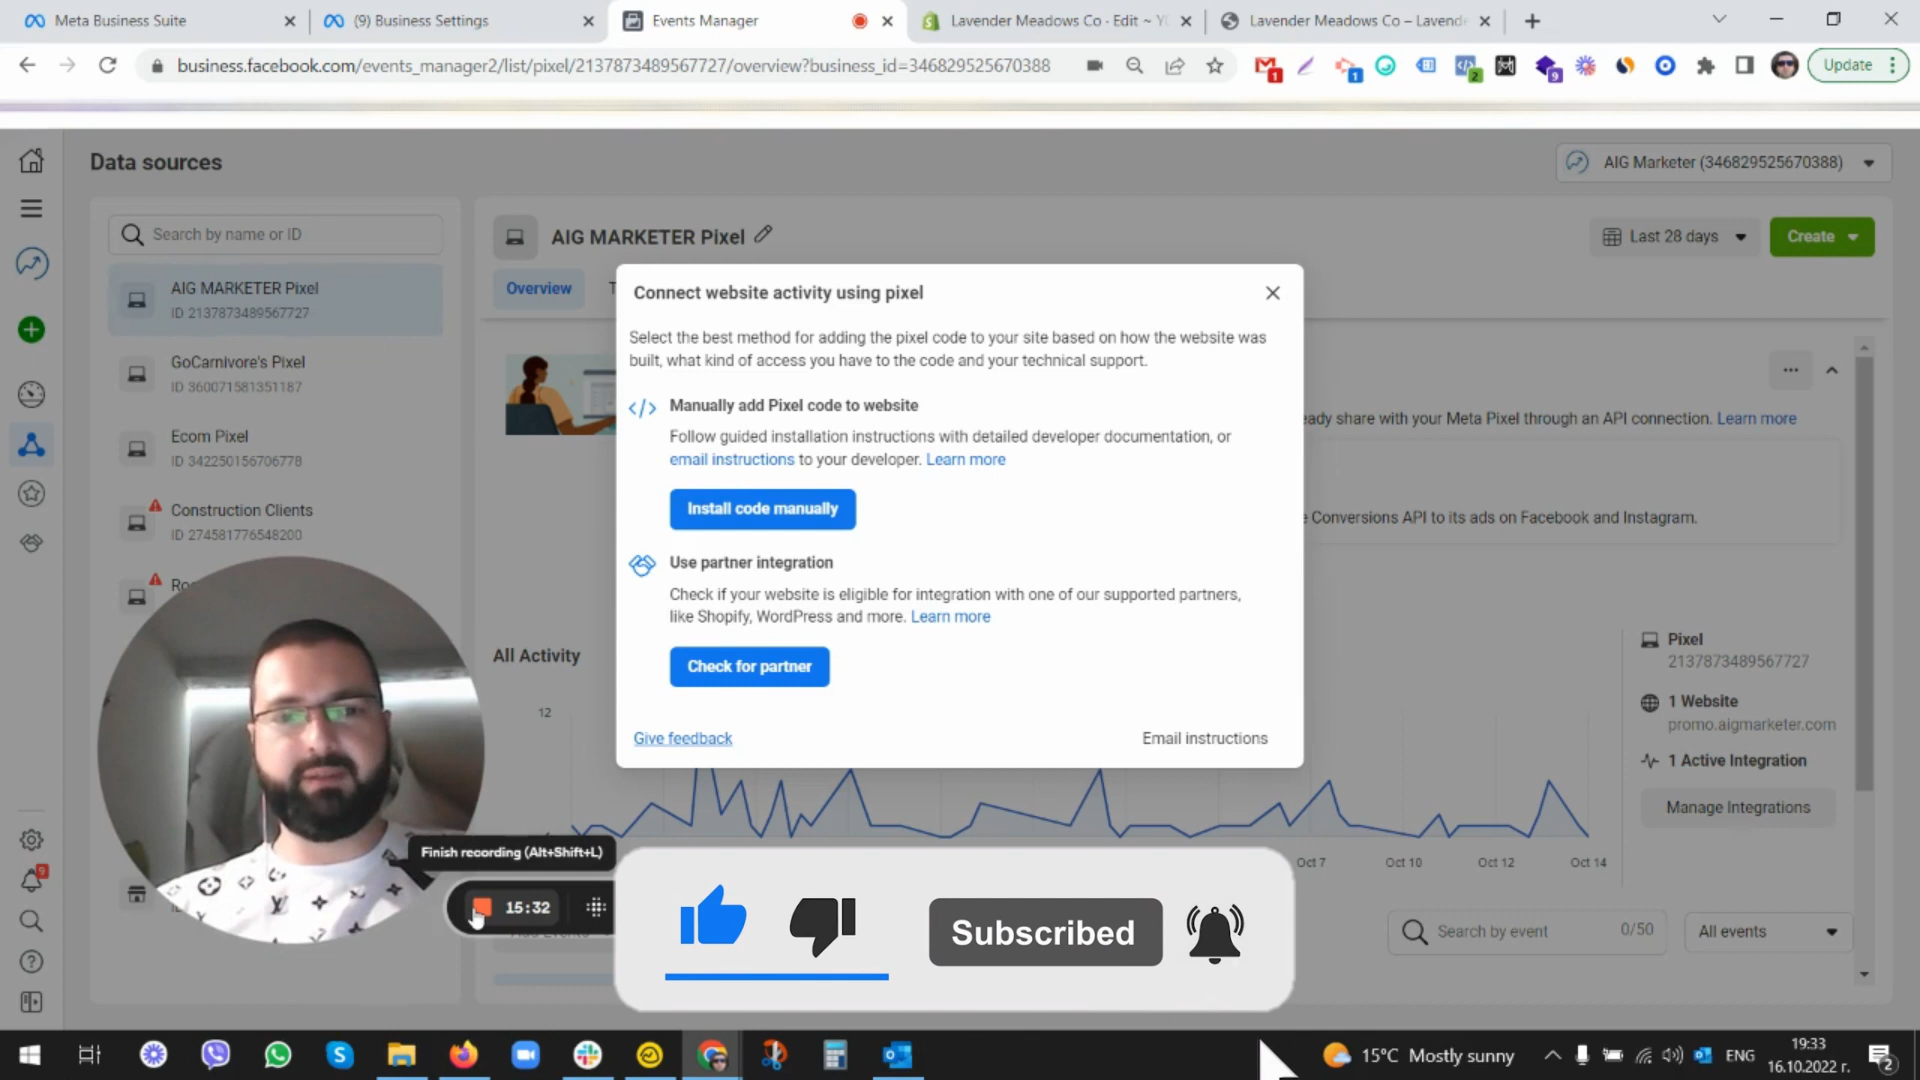 Meta Business Suite
(9) Business Settings
Events Manager
Lavender Meadows Co · Edit ~
Lavender Meadows Co – Lavende
business.facebook.com/events_manager2/list/pixel/2137873489567727/overview?business_id=346829525670388
1
1
2
9
Update
Data sources
AIG Marketer (346829525670388)
Search by name or ID
AIG MARKETER Pixel
Last 28 days
Create
AIG MARKETER Pixel
ID 2137873489567727
Overview
GoCarnivore's Pixel
ID 360071581351187
Ecom Pixel
ID 342250156706778
Construction Clients
ID 274581776548200
Connect website activity using pixel
Select the best method for adding the pixel code to your site based on how the website was
built, what kind of access you have to the code and your technical support.
Manually add Pixel code to website
Follow guided installation instructions with detailed developer documentation, or
email instructions to your developer. Learn more
Install code manually
Use partner integration
Check if your website is eligible for integration with one of our supported partners,
like Shopify, WordPress and more. Learn more
Check for partner
Give feedback
Email instructions
eady share with your Meta Pixel through an API connection. Learn more
e Conversions API to its ads on Facebook and Instagram.
All Activity
12
Pixel
2137873489567727
1 Website
promo.aigmarketer.com
1 Active Integration
Manage Integrations
Oct 7
Oct 10
Oct 12
Oct 14
Finish recording (Alt+Shift+L)
15:32
Subscribed
Search by event
0/50
All events
9
15°C Mostly sunny
ENG
19:33
16.10.2022 г.
2